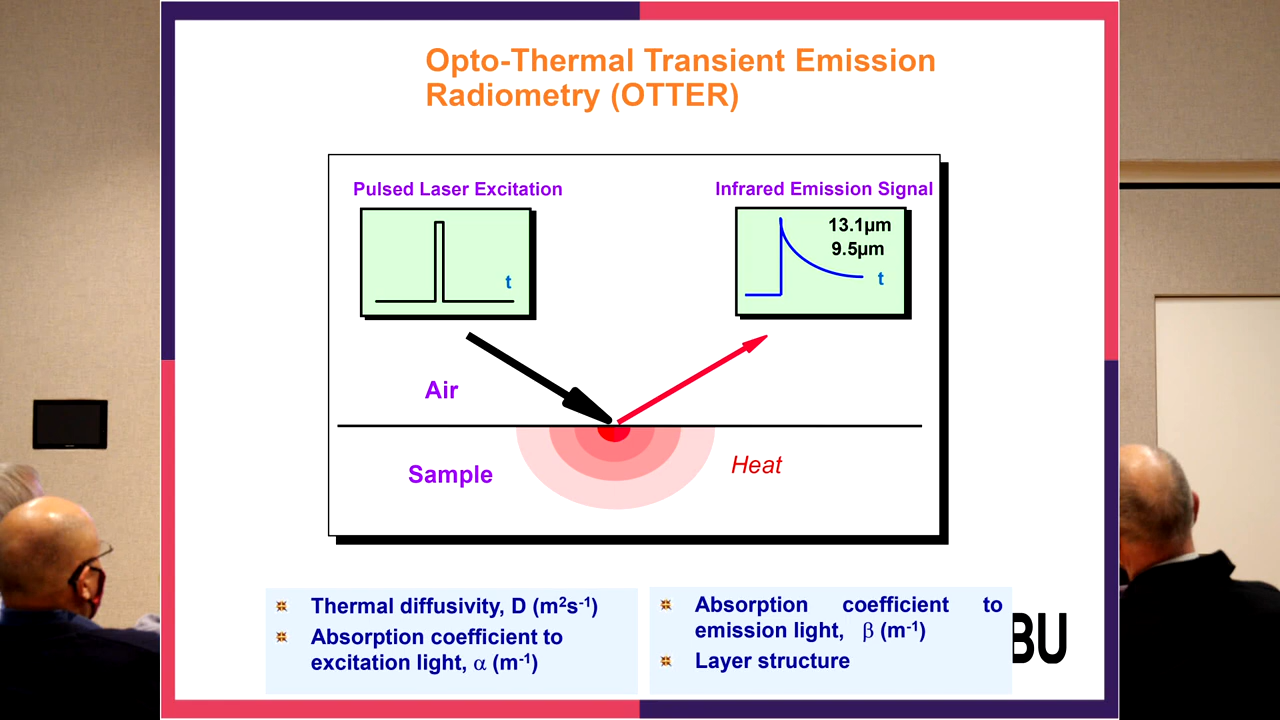 Opto-Thermal Transient Emission
Radiometry (OTTER)
Pulsed Laser Excitation
Infrared Emission Signal
13.1µm
9.5µm
t
t
Air
Sample
Heat
Thermal diffusivity, D (m²s⁻¹)
Absorption coefficient to
excitation light, α (m⁻¹)
Absorption coefficient to
emission light, β (m⁻¹)
Layer structure
BU